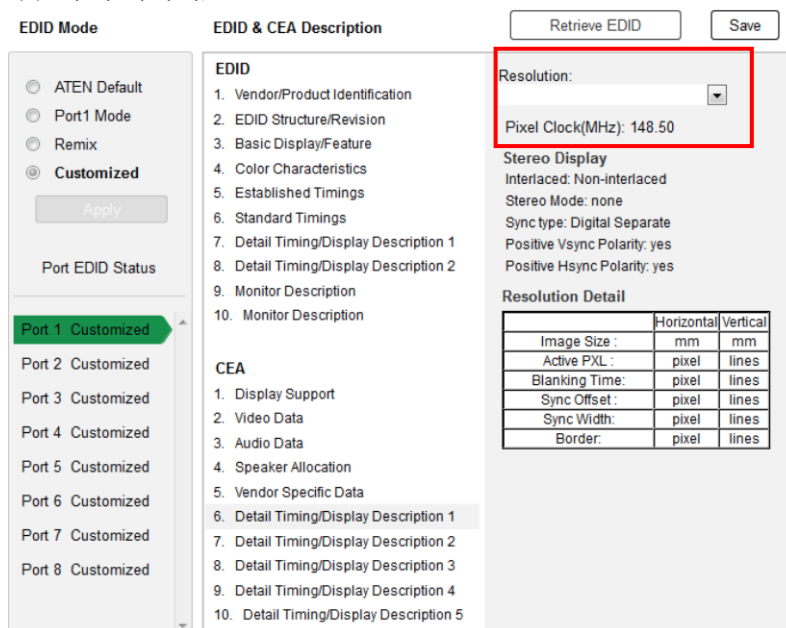 EDID Mode
EDID & CEA Description
Retrieve EDID
Save
ATEN Default
Port1 Mode
Remix
Customized
Apply
Port EDID Status
Port 1 Customized
Port 2 Customized
Port 3 Customized
Port 4 Customized
Port 5 Customized
Port 6 Customized
Port 7 Customized
Port 8 Customized
EDID
1. Vendor/Product Identification
2. EDID Structure/Revision
3. Basic Display/Feature
4. Color Characteristics
5. Established Timings
6. Standard Timings
7. Detail Timing/Display Description 1
8. Detail Timing/Display Description 2
9. Monitor Description
10. Monitor Description
CEA
1. Display Support
2. Video Data
3. Audio Data
4. Speaker Allocation
5. Vendor Specific Data
6. Detail Timing/Display Description 1
7. Detail Timing/Display Description 2
8. Detail Timing/Display Description 3
9. Detail Timing/Display Description 4
10. Detail Timing/Display Description 5
Resolution:
Pixel Clock(MHz): 148.50
Stereo Display
Interlaced: Non-interlaced
Stereo Mode: none
Sync type: Digital Separate
Positive Vsync Polarity: yes
Positive Hsync Polarity: yes
Resolution Detail
Horizontal Vertical
Image Size : mm mm
Active PXL : pixel lines
Blanking Time: pixel lines
Sync Offset : pixel lines
Sync Width: pixel lines
Border: pixel lines